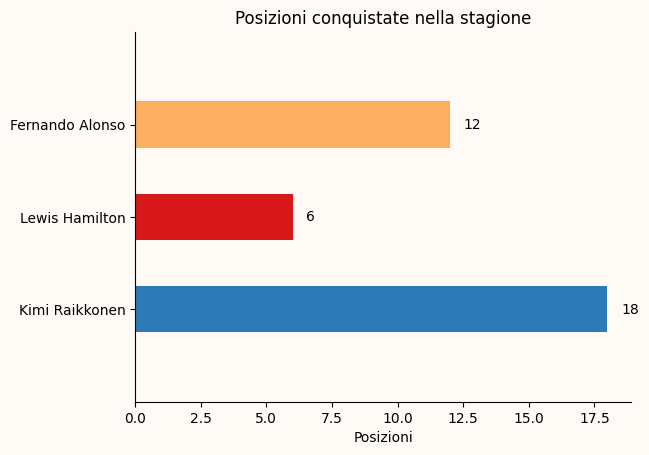 Posizioni conquistate nella stagione
Fernando Alonso
12
Lewis Hamilton
6
Kimi Raikkonen
18
0.0 2.5 5.0 7.5 10.0 12.5 15.0 17.5
Posizioni